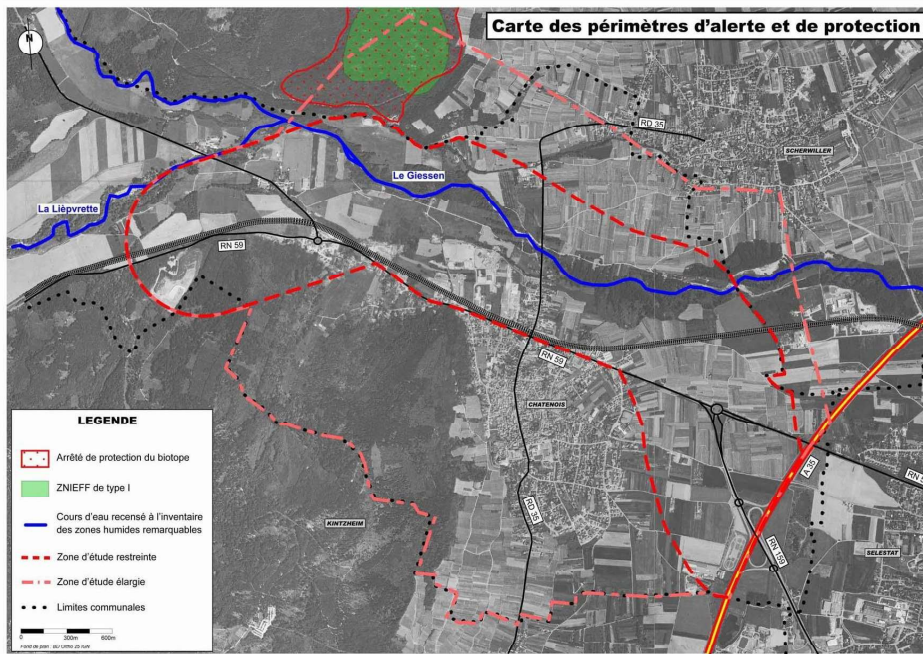 Carte des périmètres d'alerte et de protection
N
RD 35
SCHERWILLER
Le Giessen
La Lièpvrette
RN 59
RN 59
CHATENOIS
LEGENDE
Arrêté de protection du biotope
ZNIEFF de type I
Cours d'eau recensé à l'inventaire
des zones humides remarquables
Zone d'étude restreinte
Zone d'étude élargie
Limites communales
0 300m 600m
KINTZHEIM
RD 35
A 35
RN 159
SELESTAT